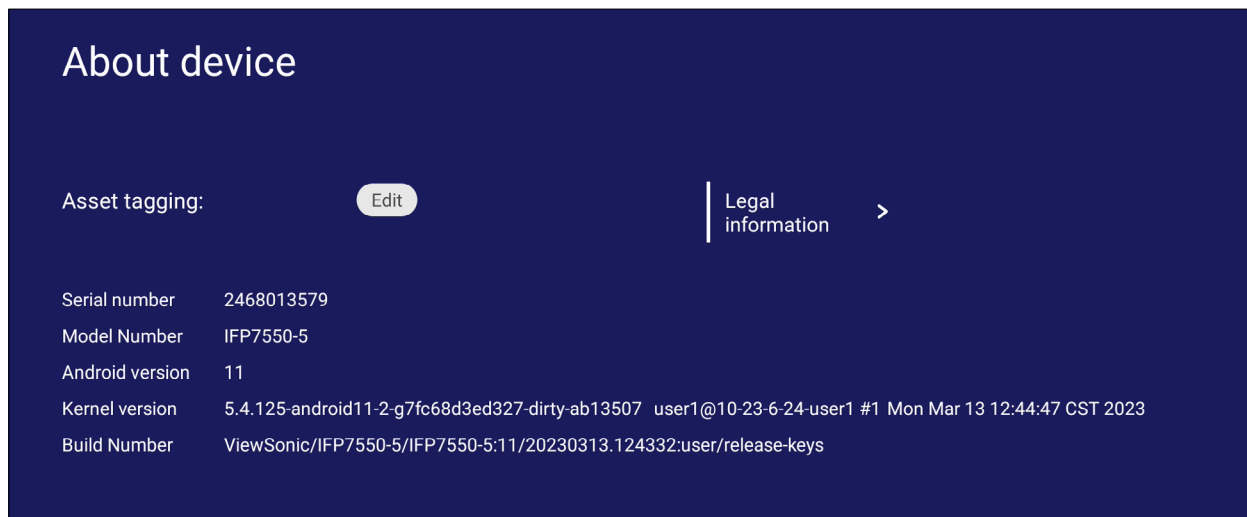 About device
Asset tagging:
Edit
Legal
information
Serial number 2468013579
Model Number IFP7550-5
Android version 11
Kernel version 5.4.125-android11-2-g7fc68d3ed327-dirty-ab13507 user1@10-23-6-24-user1 #1 Mon Mar 13 12:44:47 CST 2023
Build Number ViewSonic/IFP7550-5/IFP7550-5:11/20230313.124332:user/release-keys